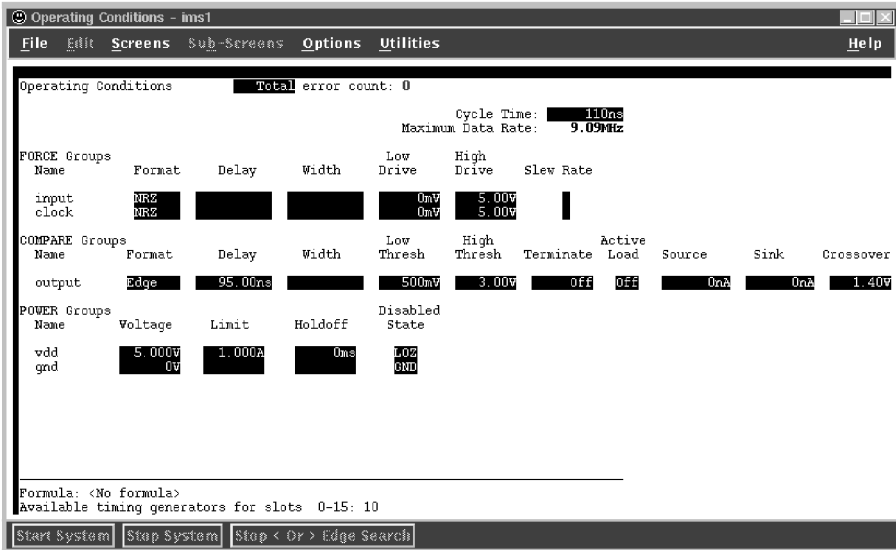 Operating Conditions - ims1
File Edit Screens Sub-Screens Options Utilities Help
Operating Conditions Total error count: 0
Cycle Time: 110ns
Maximum Data Rate: 9.09MHz
FORCE Groups Low High
Name Format Delay Width Drive Drive Slew Rate
input NRZ 0mV 5.00V
clock NRZ 0mV 5.00V
COMPARE Groups Low High Active
Name Format Delay Width Thresh Thresh Terminate Load Source Sink Crossover
output Edge 95.00ns 500mV 3.00V Off Off 0nA 0nA 1.40V
POWER Groups Disabled
Name Voltage Limit Holdoff State
vdd 5.000V 1.000A 0ms LOZ
gnd 0V GND
Formula: <No formula>
Available timing generators for slots 0-15: 10
Start System Stop System Stop < Or > Edge Search